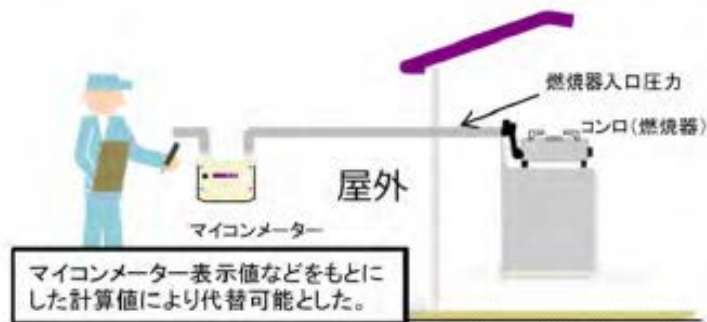 燃焼器入口圧力
コンロ(燃焼器)
屋外
マイコンメーター
マイコンメーター表示値などをもとに
した計算値により代替可能とした。